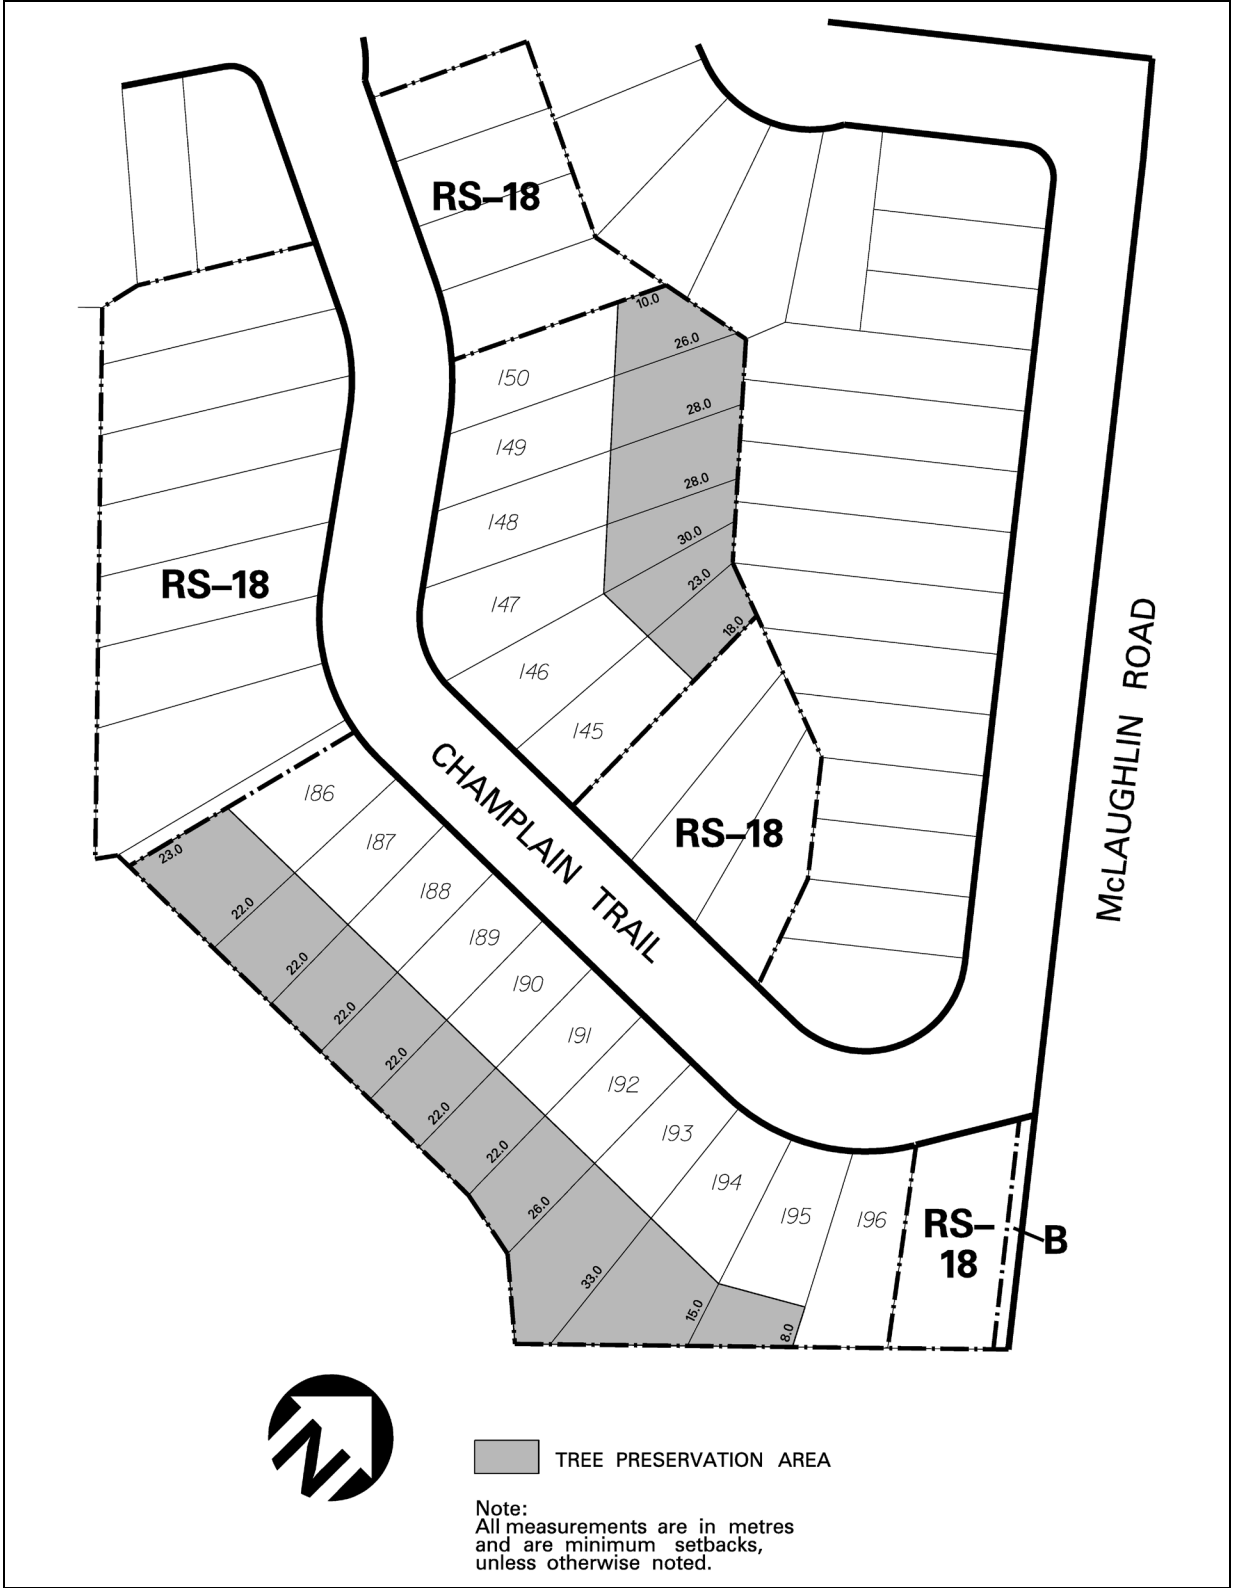 RS–18
10.0
26.0
150
28.0
149
28.0
148
30.0
RS–18
23.0
147
18.0
146
145
McLAUGHLIN ROAD
CHAMPLAIN TRAIL
186
RS–18
187
23.0
188
22.0
189
22.0
190
22.0
191
22.0
192
22.0
193
22.0
194
26.0
195
196
RS–
18
B
33.0
15.0
8.0
N
TREE PRESERVATION AREA
Note:
All measurements are in metres
and are minimum setbacks,
unless otherwise noted.